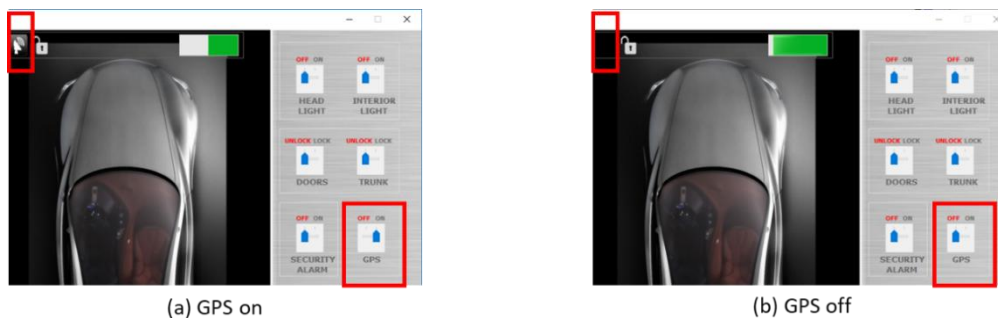 OFF ON OFF ON
HEAD LIGHT INTERIOR LIGHT
UNLOCK LOCK UNLOCK LOCK
DOORS TRUNK
OFF ON OFF ON
SECURITY ALARM GPS
(a) GPS on
OFF ON OFF ON
HEAD LIGHT INTERIOR LIGHT
UNLOCK LOCK UNLOCK LOCK
DOORS TRUNK
OFF ON OFF ON
SECURITY ALARM GPS
(b) GPS off